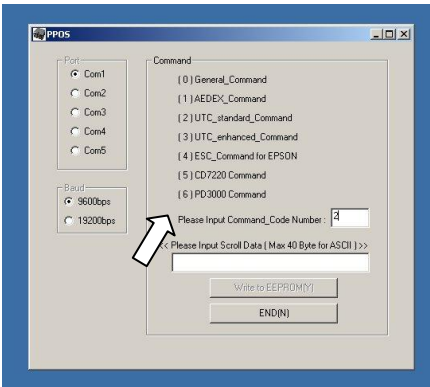 PPOS
Port
Com1
Com2
Com3
Com4
Com5
Baud
9600bps
19200bps
Command
( 0 ) General_Command
( 1 ) AEDEX_Command
( 2 ) UTC_standard_Command
( 3 ) UTC_enhanced_Command
( 4 ) ESC_Command for EPSON
( 5 ) CD7220 Command
( 6 ) PD3000 Command
Please Input Command_Code Number : 2
<< Please Input Scroll Data ( Max 40 Byte for ASCII ) >>
Write to EEPROM(Y)
END(N)